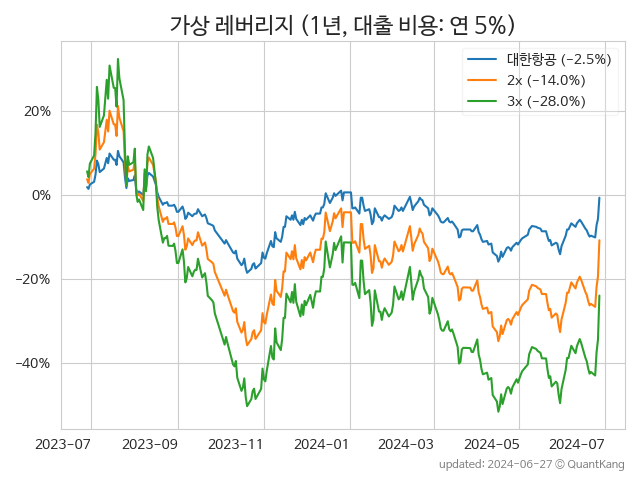 가상 레버리지 (1년, 대출 비용: 연 5%)
대한항공 (−2.5%)
2x (−14.0%)
3x (−28.0%)
20%
0%
−20%
−40%
2023-07 2023-09 2023-11 2024-01 2024-03 2024-05 2024-07
updated: 2024-06-27 © QuantKang